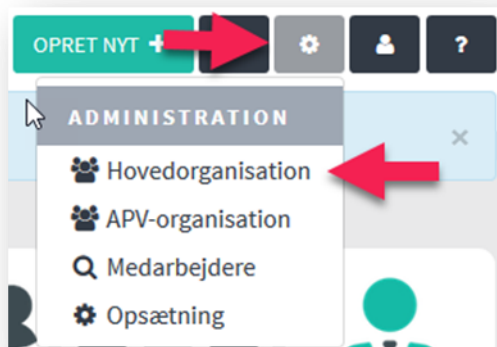 OPRET NYT +
?
ADMINISTRATION
×
Hovedorganisation
APV-organisation
Medarbejdere
Opsætning